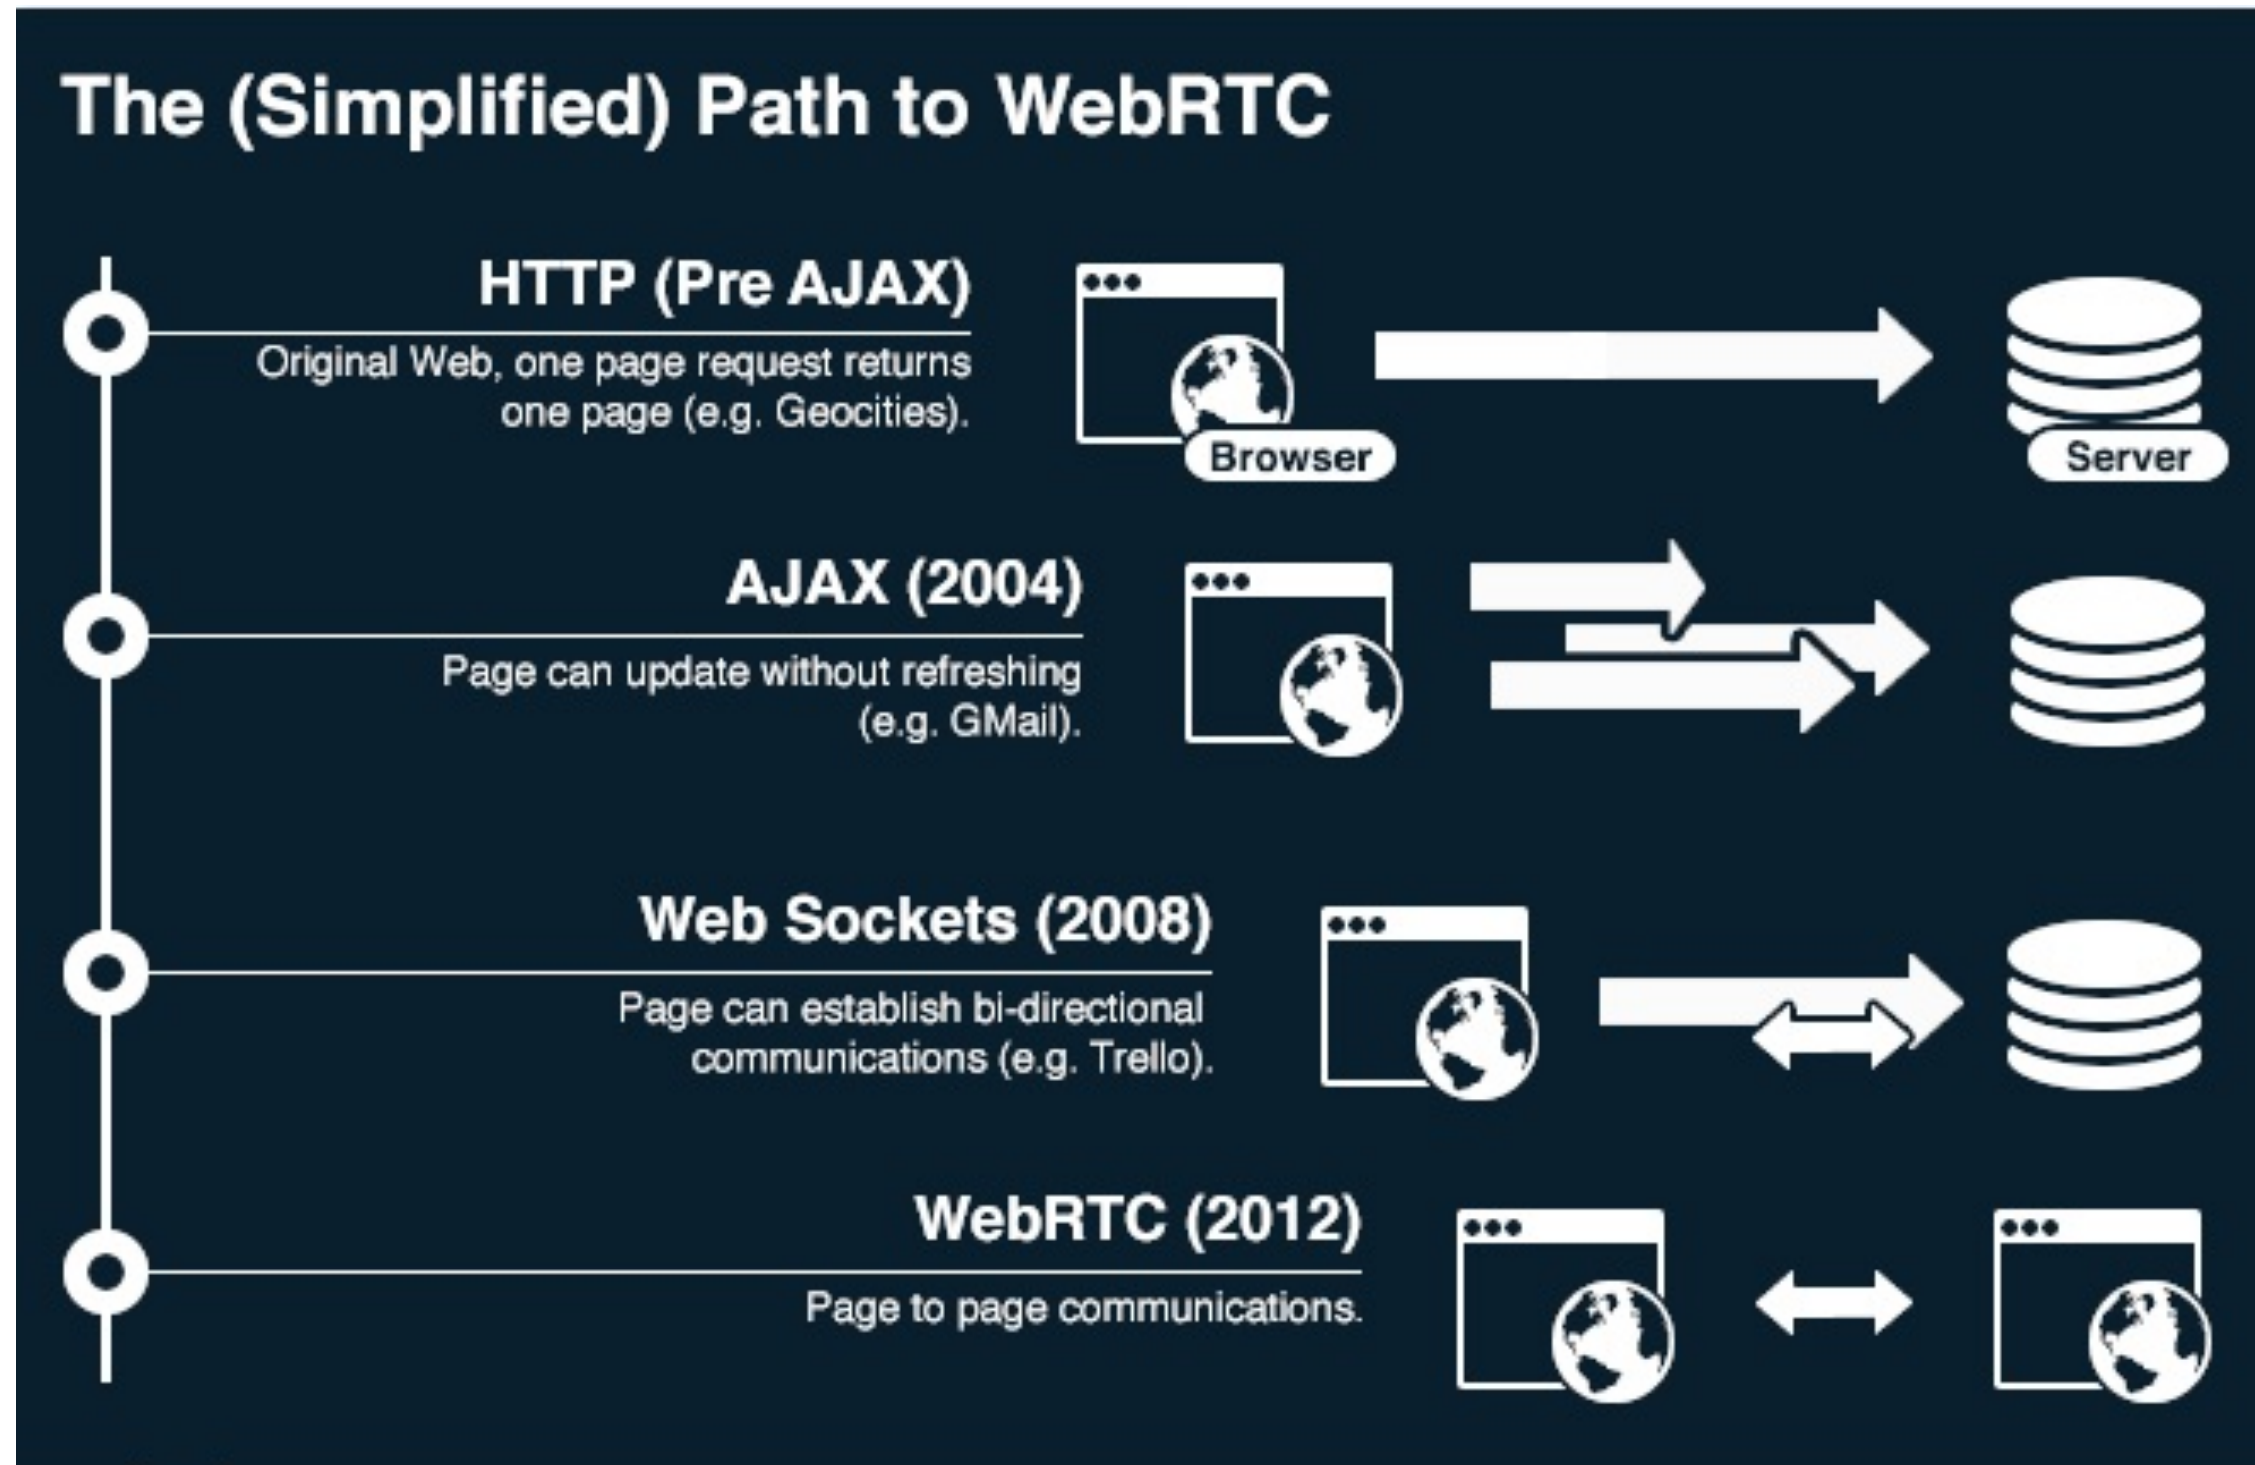 The (Simplified) Path to WebRTC
HTTP (Pre AJAX)
Original Web, one page request returns
one page (e.g. Geocities).
Browser
Server
AJAX (2004)
Page can update without refreshing
(e.g. GMail).
Web Sockets (2008)
Page can establish bi-directional
communications (e.g. Trello).
WebRTC (2012)
Page to page communications.